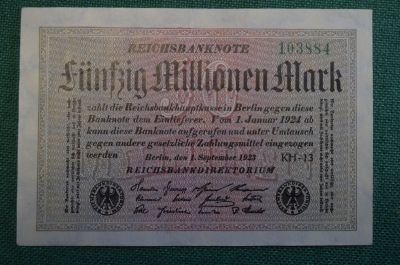 REICHSBANKNOTE
103884
Fünfzig Millionen Mark
zahlt die Reichsbankhauptkasse in Berlin gegen diese
Banknote dem Einlieferer. Vom 1. Januar 1924 ab
kann diese Banknote aufgerufen und unter Umtausch
gegen andere gesetzliche Zahlungsmittel eingezogen
werden
Berlin, den 1. September 1923
KH-13
REICHSBANKDIREKTORIUM